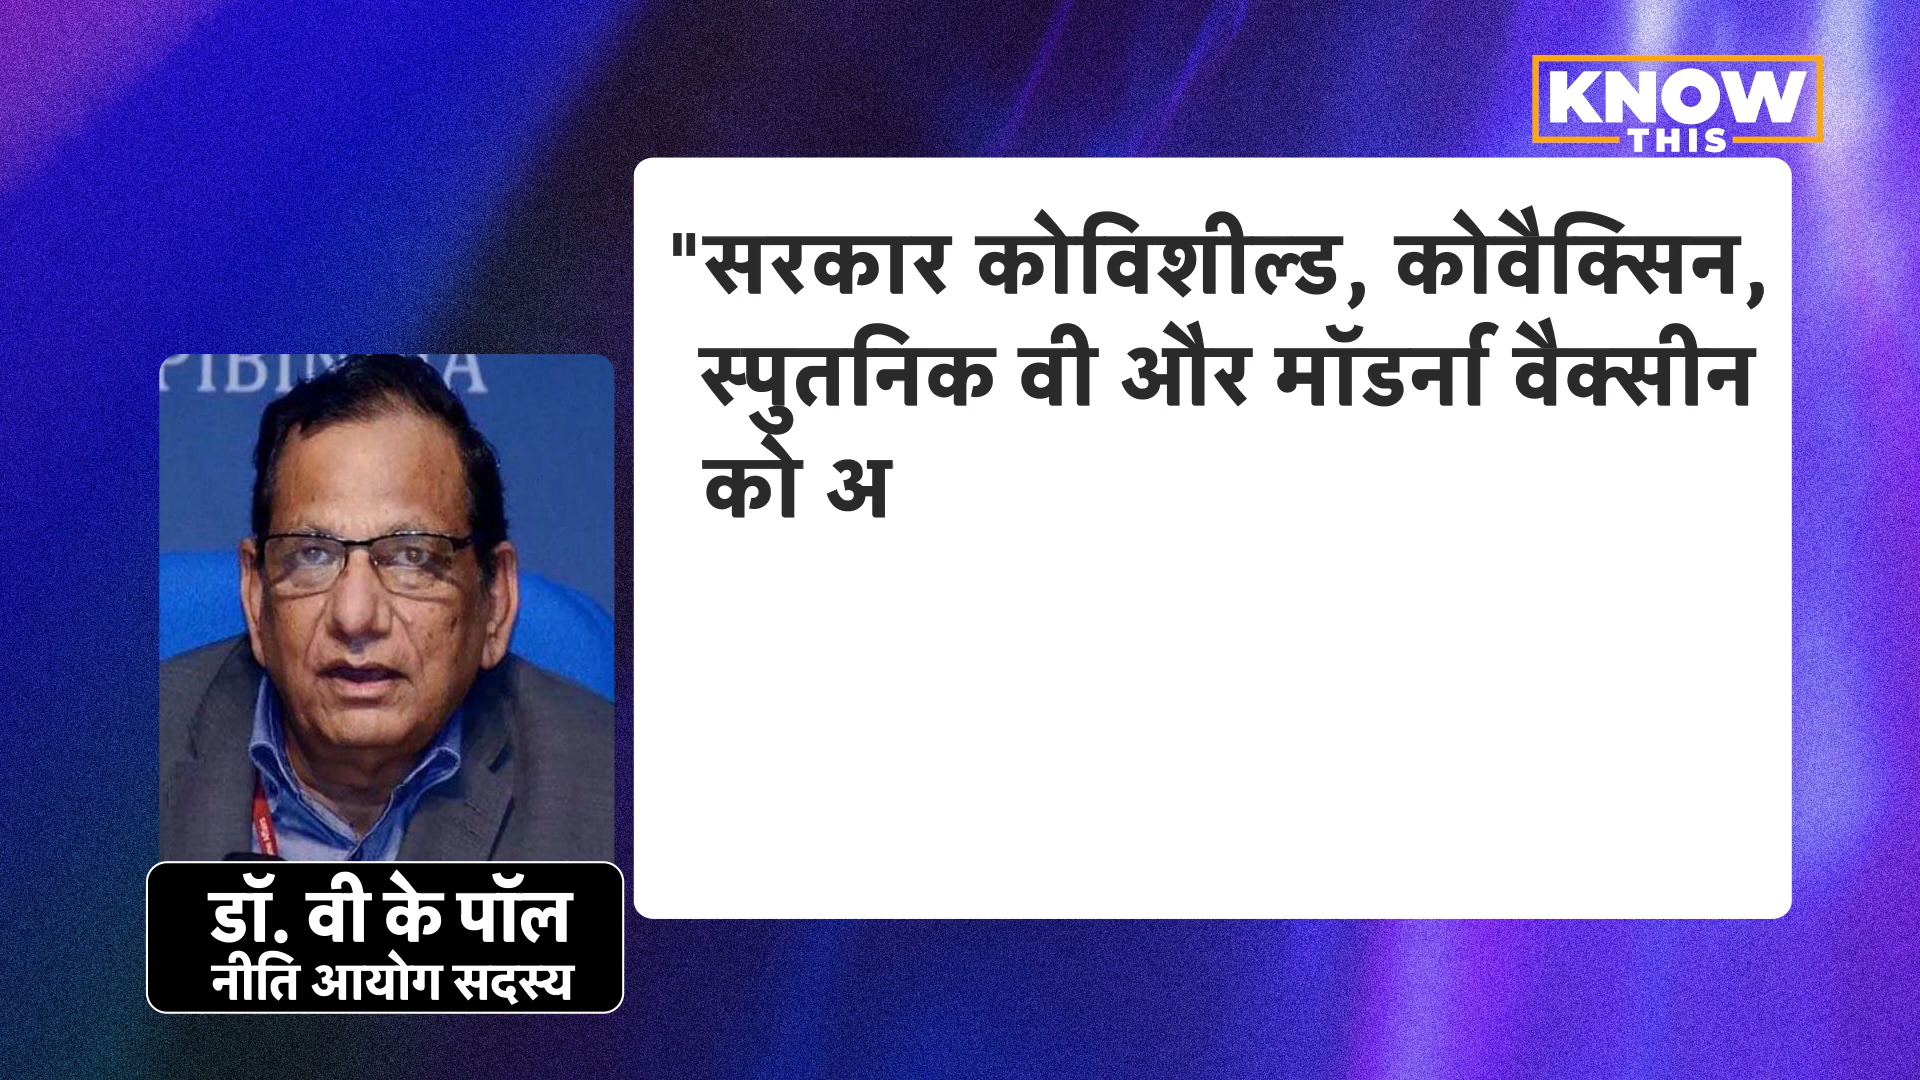 KNOW
THIS
"सरकार कोविशील्ड, कोवैक्सिन,
स्पुतनिक वी और मॉडर्ना वैक्सीन
को अ
डॉ. वी के पॉल
नीति आयोग सदस्य